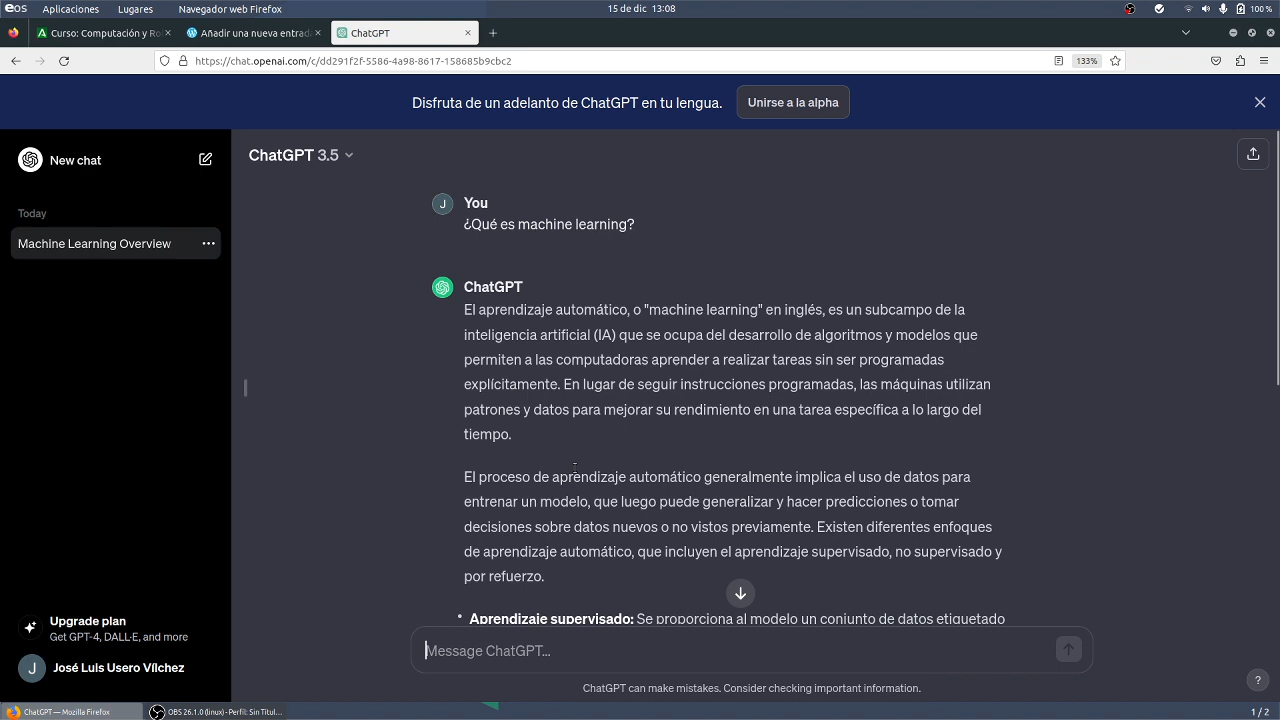 eos Aplicaciones Lugares Navegador web Firefox 15 de dic 13:08 100 %
Curso: Computación y Ro Añadir una nueva entrada ChatGPT
https://chat.openai.com/c/dd291f2f-5586-4a98-8617-158685b9cbc2 133%
Disfruta de un adelanto de ChatGPT en tu lengua. Unirse a la alpha
New chat
ChatGPT 3.5
Today
Machine Learning Overview
J You
¿Qué es machine learning?
ChatGPT
El aprendizaje automático, o "machine learning" en inglés, es un subcampo de la
inteligencia artificial (IA) que se ocupa del desarrollo de algoritmos y modelos que
permiten a las computadoras aprender a realizar tareas sin ser programadas
explícitamente. En lugar de seguir instrucciones programadas, las máquinas utilizan
patrones y datos para mejorar su rendimiento en una tarea específica a lo largo del
tiempo.
El proceso de aprendizaje automático generalmente implica el uso de datos para
entrenar un modelo, que luego puede generalizar y hacer predicciones o tomar
decisiones sobre datos nuevos o no vistos previamente. Existen diferentes enfoques
de aprendizaje automático, que incluyen el aprendizaje supervisado, no supervisado y
por refuerzo.
• Aprendizaje supervisado: Se proporciona al modelo un conjunto de datos etiquetado
Message ChatGPT...
ChatGPT can make mistakes. Consider checking important information.
?
Upgrade plan
Get GPT-4, DALL·E, and more
J José Luis Usero Vílchez
ChatGPT — Mozilla Firefox OBS 26.1.0 (linux) - Perfil: Sin Titul... 1 / 2